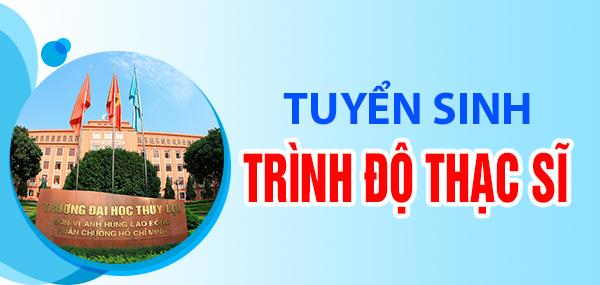 TUYỂN SINH
TRÌNH ĐỘ THẠC SĨ
TRƯỜNG ĐẠI HỌC THUỶ LỢI
ĐƠN VỊ ANH HÙNG LAO ĐỘNG
HUÂN CHƯƠNG HỒ CHÍ MINH